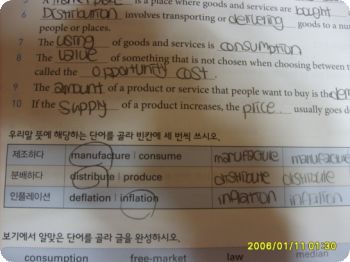 is a place where goods and services are bought
6 Distribution involves transporting or delivering goods to a nu
people or places.
7 The using of goods and services is consumption
8 The value of something that is not chosen when choosing between t
called the opportunity cost.
9 The amount of a product or service that people want to buy is the dem
10 If the supply of a product increases, the price usually goes d
우리말 뜻에 해당하는 단어를 골라 빈칸에 세 번씩 쓰시오.
제조하다 manufacture | consume manufacture manufacture
분배하다 distribute | produce distribute distribute
인플레이션 deflation | inflation inflation inflation
보기에서 알맞은 단어를 골라 글을 완성하시오.
consumption free-market law median
2006/01/11 01:30